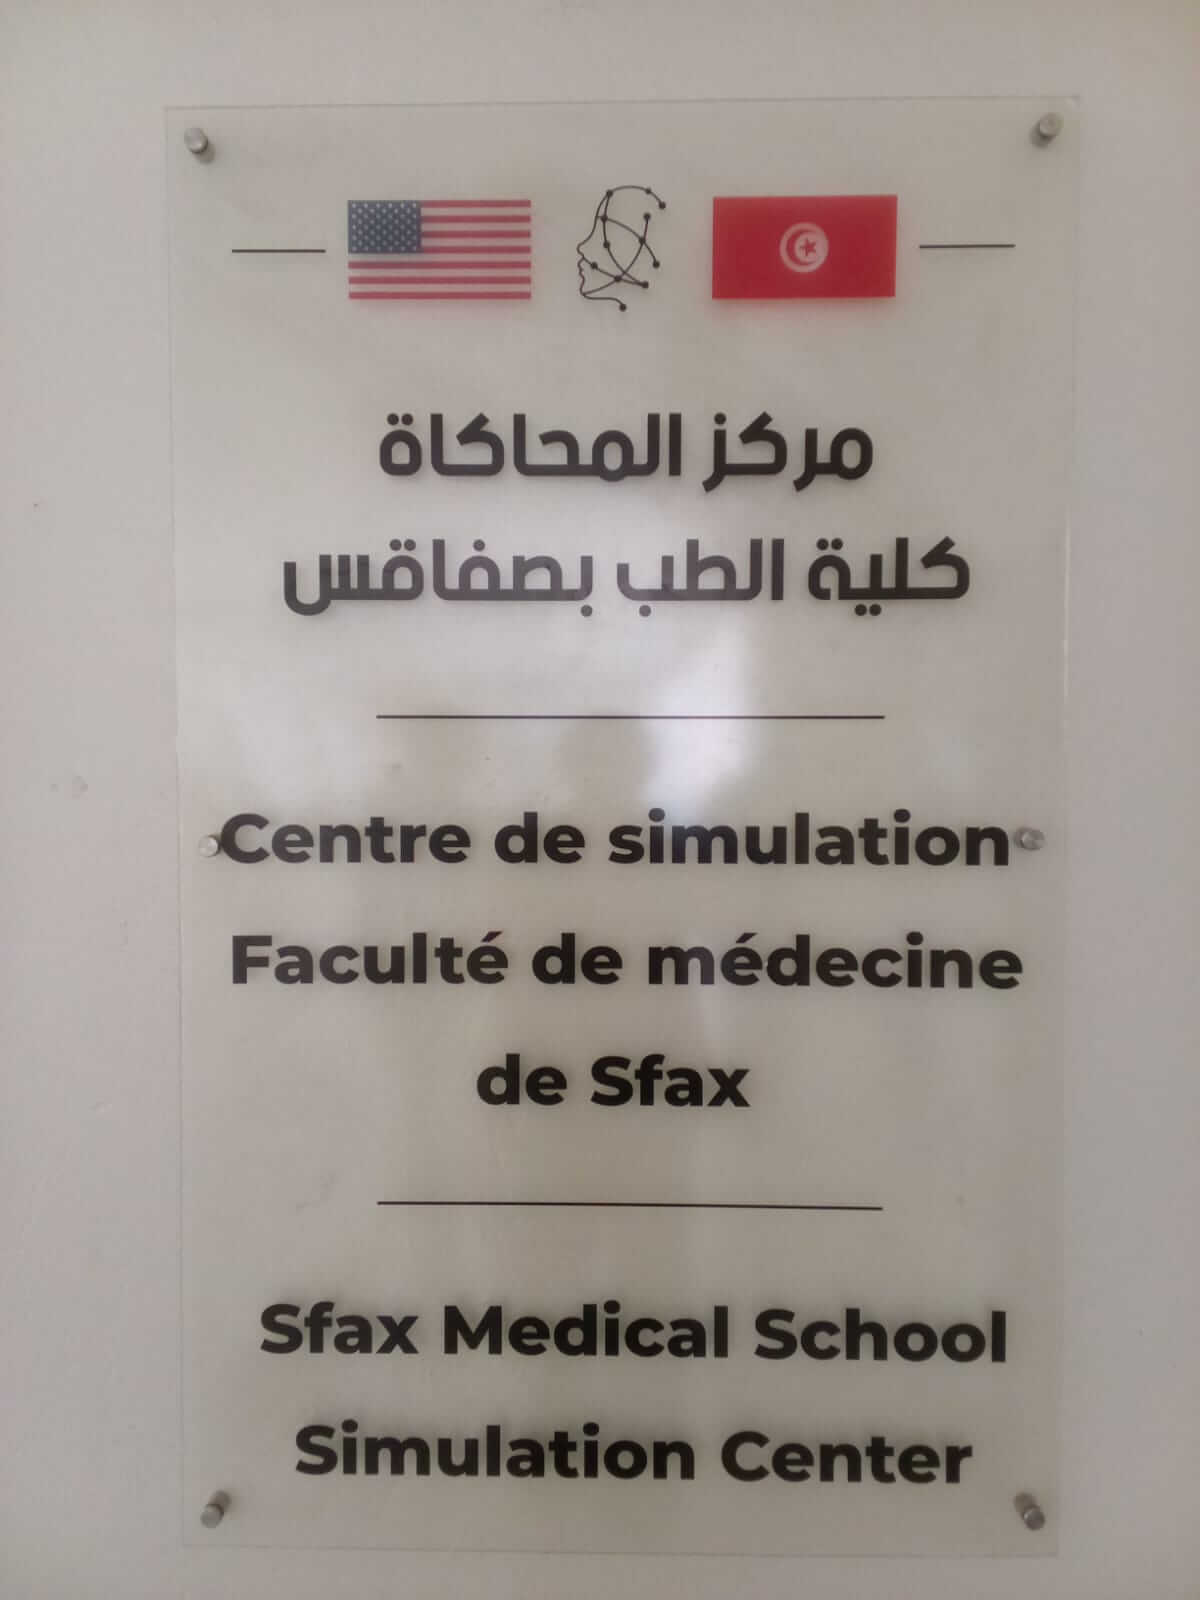 مركز المحاكاة
كلية الطب بصفاقس
Centre de simulation
Faculté de médecine
de Sfax
Sfax Medical School
Simulation Center